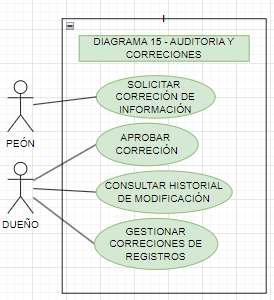 DIAGRAMA 15 - AUDITORIA Y
CORRECIONES
SOLICITAR
CORRECIÓN DE
INFORMACIÓN
PEÓN
APROBAR
CORRECIÓN
CONSULTAR HISTORIAL
DE MODIFICACIÓN
DUEÑO
GESTIONAR
CORRECIONES DE
REGISTROS